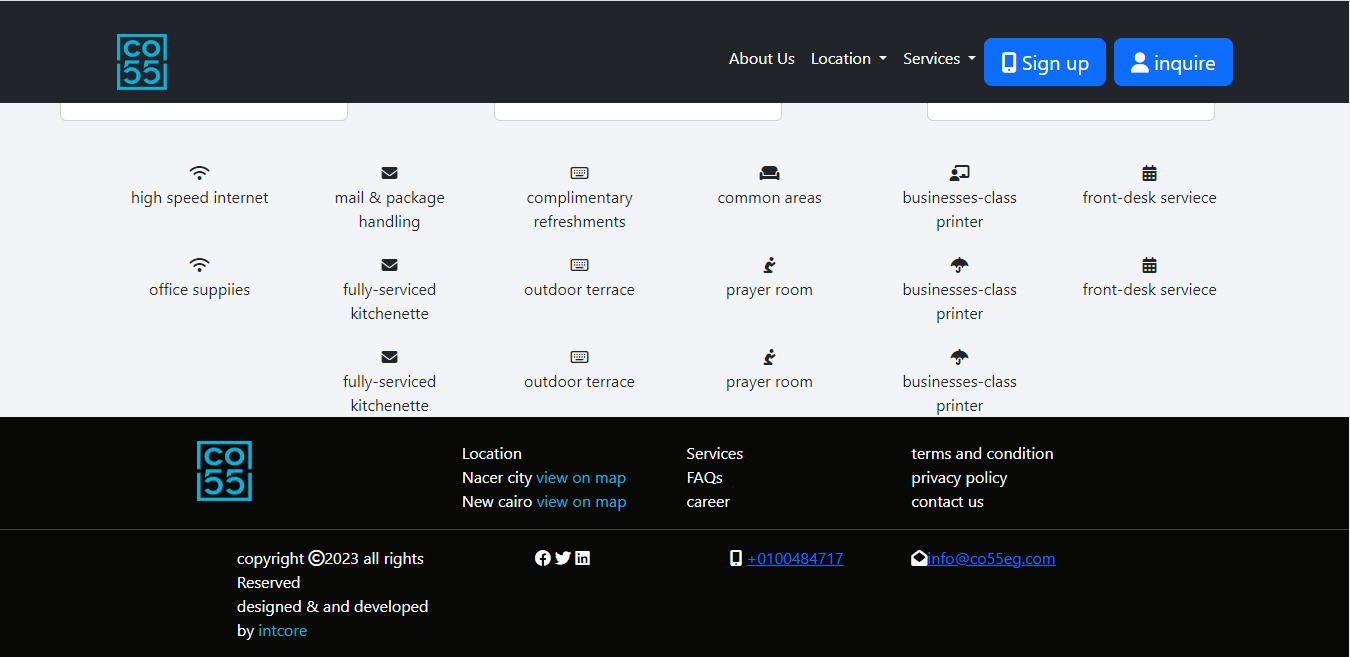 CO
55
About Us Location Services Sign up inquire
high speed internet
mail & package
handling
complimentary
refreshments
common areas
businesses-class
printer
front-desk serviece
office suppiies
fully-serviced
kitchenette
outdoor terrace
prayer room
businesses-class
printer
front-desk serviece
fully-serviced
kitchenette
outdoor terrace
prayer room
businesses-class
printer
CO
55
Location
Nacer city view on map
New cairo view on map
Services
FAQs
career
terms and condition
privacy policy
contact us
copyright ©2023 all rights
Reserved
designed & and developed
by intcore
+0100484717
info@co55eg.com